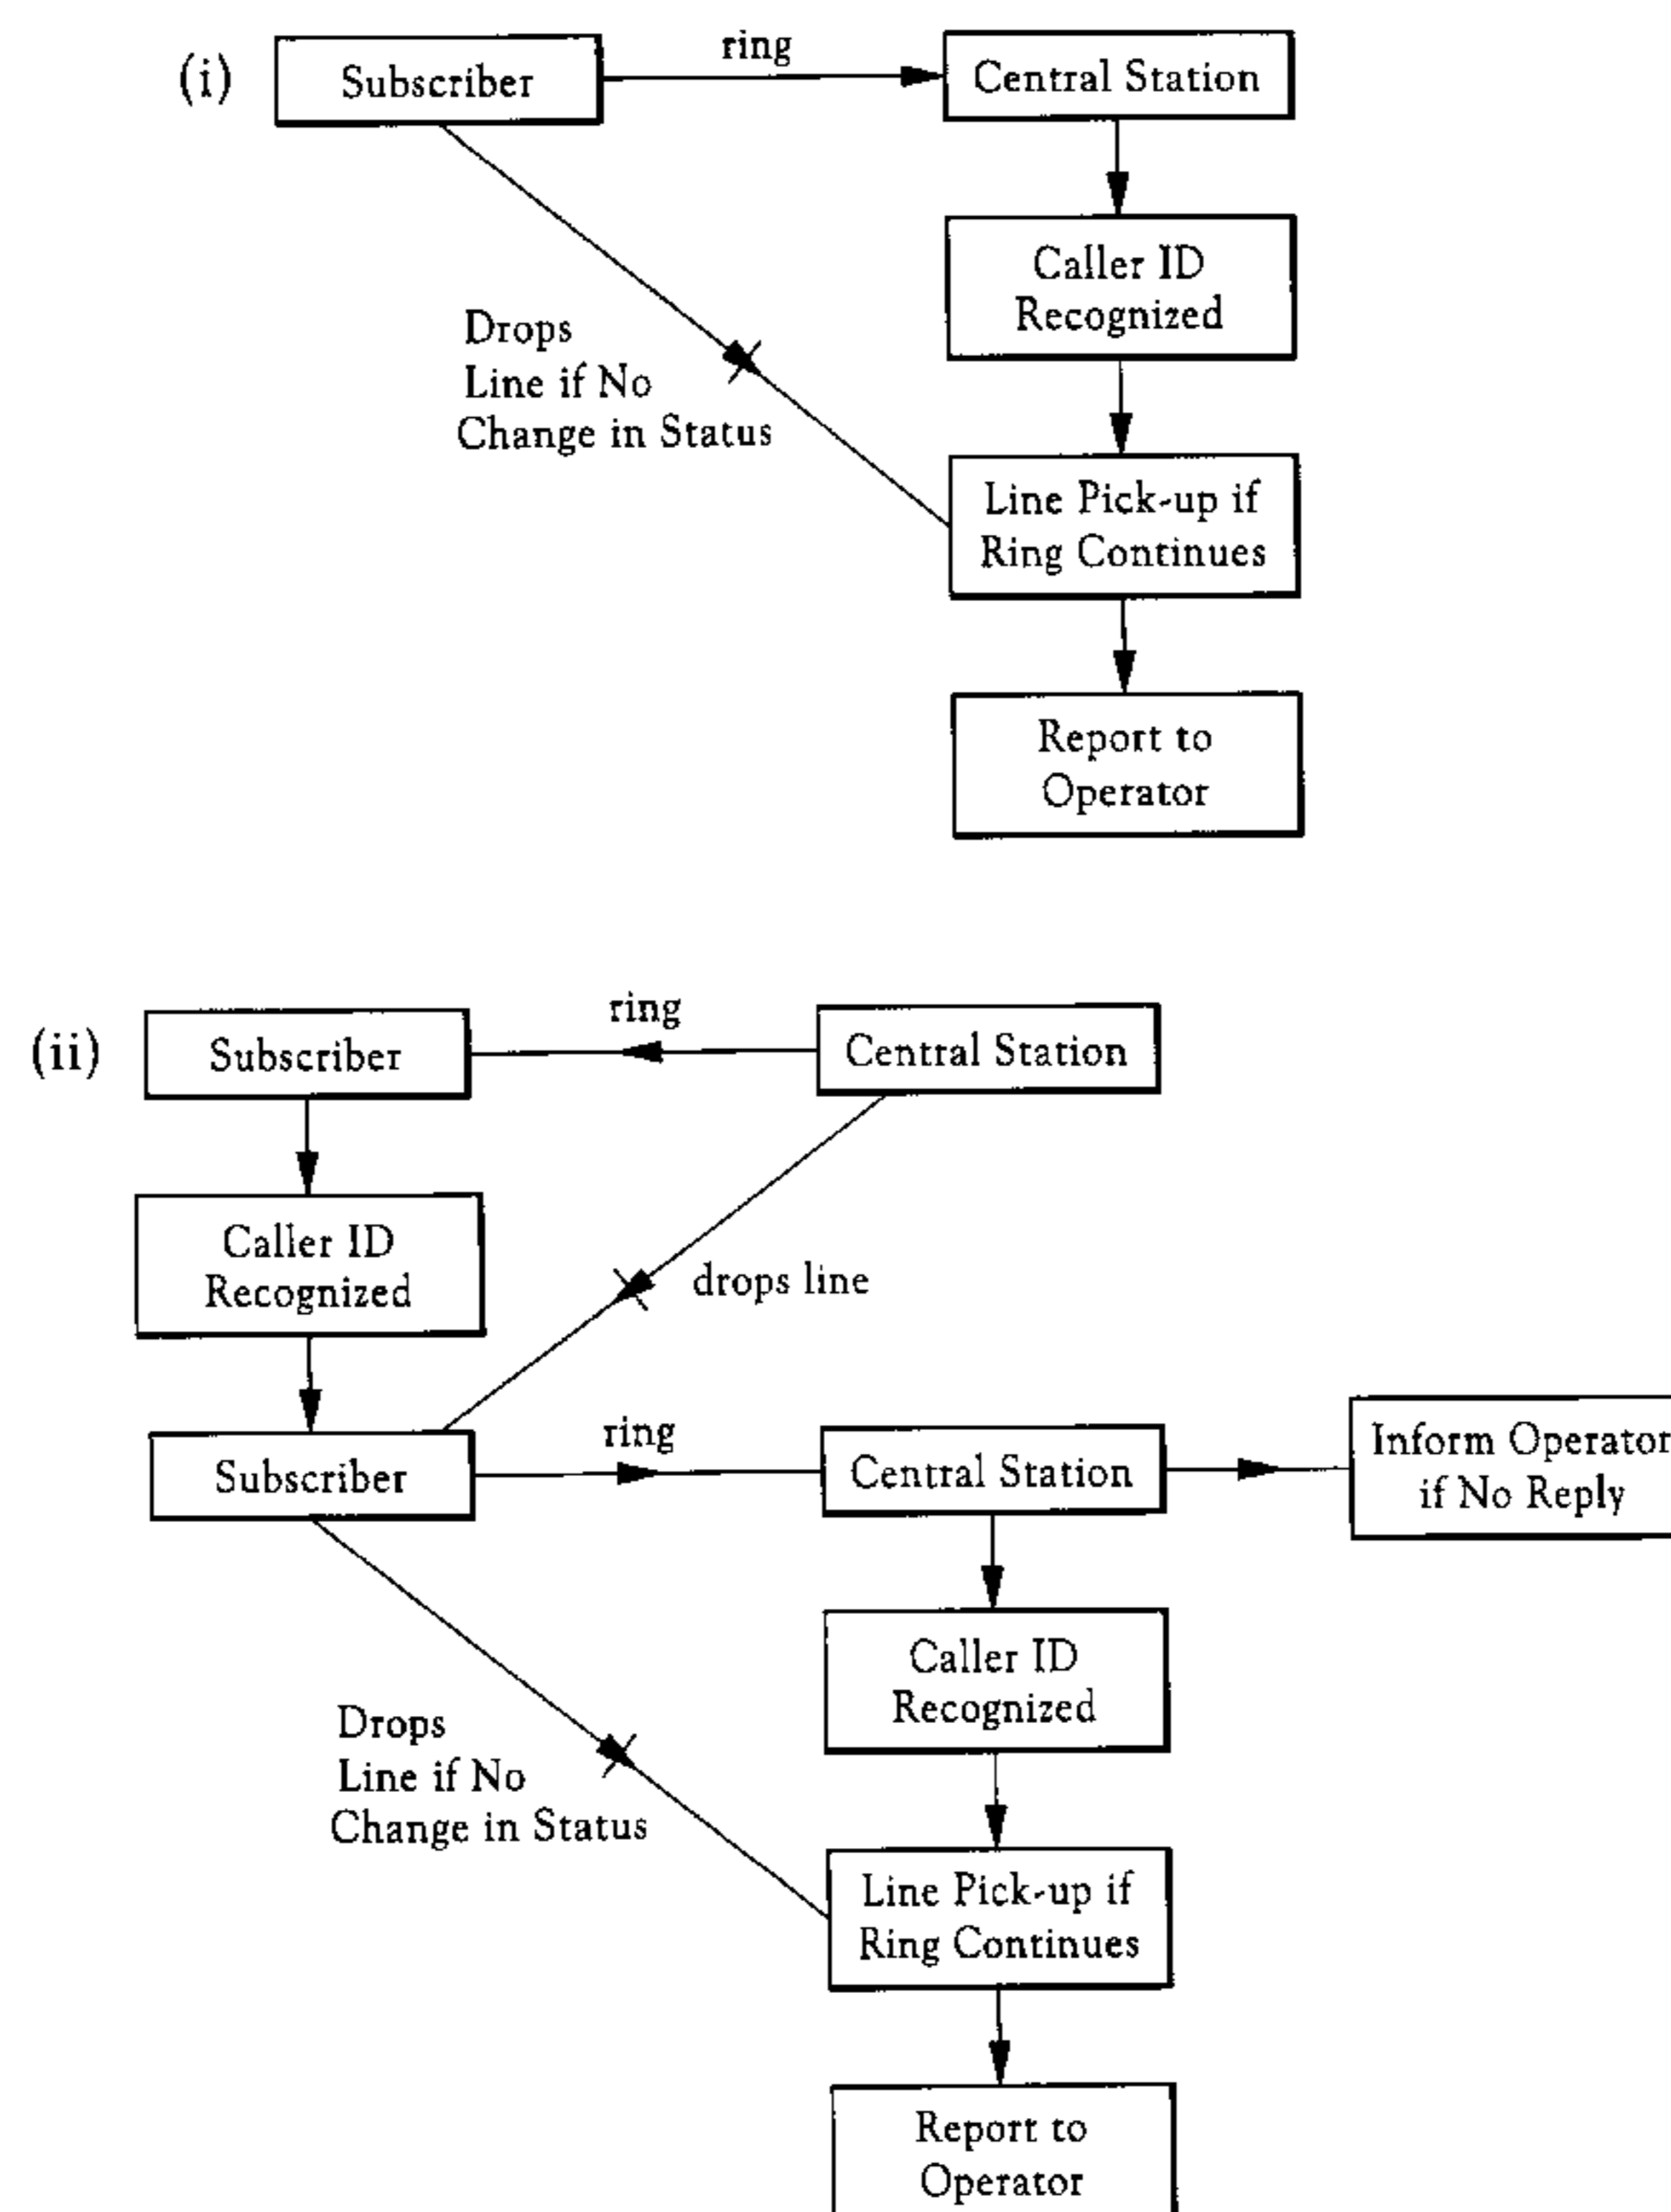 (i)
Subscriber
ring
Central Station
Caller ID
Recognized
Drops
Line if No
Change in Status
Line Pick-up if
Ring Continues
Report to
Operator
(ii)
Subscriber
ring
Central Station
Caller ID
Recognized
drops line
Subscriber
ring
Central Station
Inform Operator
if No Reply
Caller ID
Recognized
Drops
Line if No
Change in Status
Line Pick-up if
Ring Continues
Report to
Operator